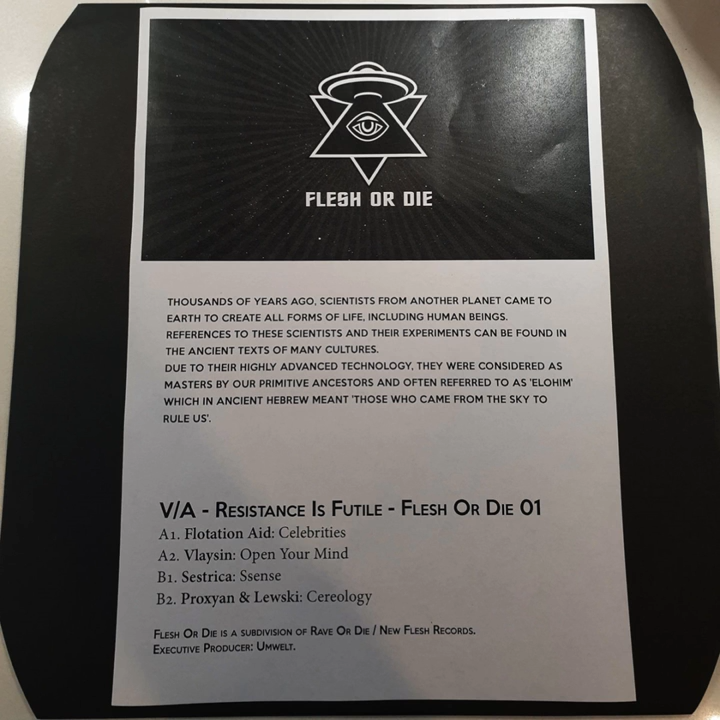 FLESH OR DIE
THOUSANDS OF YEARS AGO, SCIENTISTS FROM ANOTHER PLANET CAME TO
EARTH TO CREATE ALL FORMS OF LIFE, INCLUDING HUMAN BEINGS.
REFERENCES TO THESE SCIENTISTS AND THEIR EXPERIMENTS CAN BE FOUND IN
THE ANCIENT TEXTS OF MANY CULTURES.
DUE TO THEIR HIGHLY ADVANCED TECHNOLOGY, THEY WERE CONSIDERED AS
MASTERS BY OUR PRIMITIVE ANCESTORS AND OFTEN REFERRED TO AS 'ELOHIM'
WHICH IN ANCIENT HEBREW MEANT 'THOSE WHO CAME FROM THE SKY TO
RULE US'.
V/A - Resistance Is Futile - Flesh Or Die 01
A1. Flotation Aid: Celebrities
A2. Vlaysin: Open Your Mind
B1. Sestrica: Ssense
B2. Proxyan & Lewski: Cereology
Flesh Or Die is a subdivision of Rave Or Die / New Flesh Records.
Executive Producer: Umwelt.